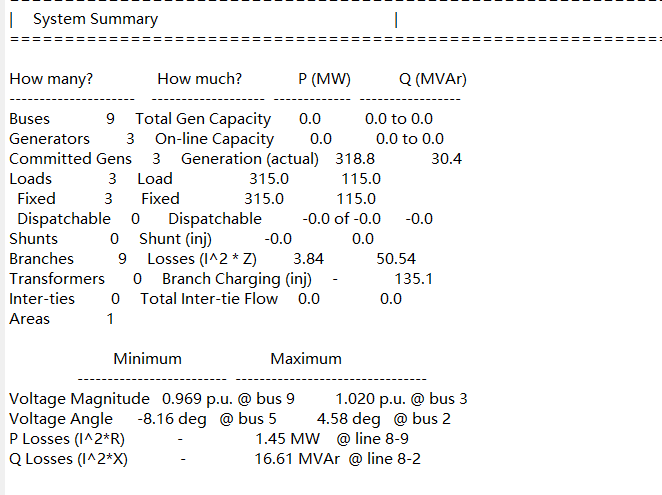 ================================================================
| System Summary |
================================================================
How many? How much? P (MW) Q (MVAr)
--------------------- ------------------- ------------- -----------------
Buses 9 Total Gen Capacity 0.0 0.0 to 0.0
Generators 3 On-line Capacity 0.0 0.0 to 0.0
Committed Gens 3 Generation (actual) 318.8 30.4
Loads 3 Load 315.0 115.0
Fixed 3 Fixed 315.0 115.0
Dispatchable 0 Dispatchable -0.0 of -0.0 -0.0
Shunts 0 Shunt (inj) -0.0 0.0
Branches 9 Losses (I^2 * Z) 3.84 50.54
Transformers 0 Branch Charging (inj) - 135.1
Inter-ties 0 Total Inter-tie Flow 0.0 0.0
Areas 1
Minimum Maximum
------------------------- --------------------------------
Voltage Magnitude 0.969 p.u. @ bus 9 1.020 p.u. @ bus 3
Voltage Angle -8.16 deg @ bus 5 4.58 deg @ bus 2
P Losses (I^2*R) - 1.45 MW @ line 8-9
Q Losses (I^2*X) - 16.61 MVAr @ line 8-2